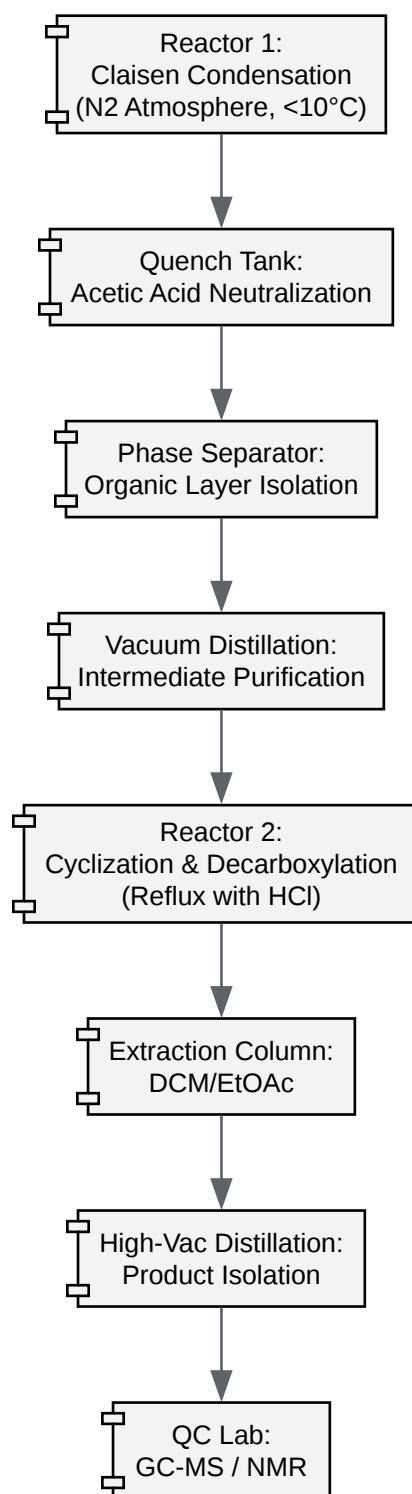 Reactor 1:
Claisen Condensation
(N2 Atmosphere, <10°C)
Quench Tank:
Acetic Acid Neutralization
Phase Separator:
Organic Layer Isolation
Vacuum Distillation:
Intermediate Purification
Reactor 2:
Cyclization & Decarboxylation
(Reflux with HCl)
Extraction Column:
DCM/EtOAc
High-Vac Distillation:
Product Isolation
QC Lab:
GC-MS / NMR